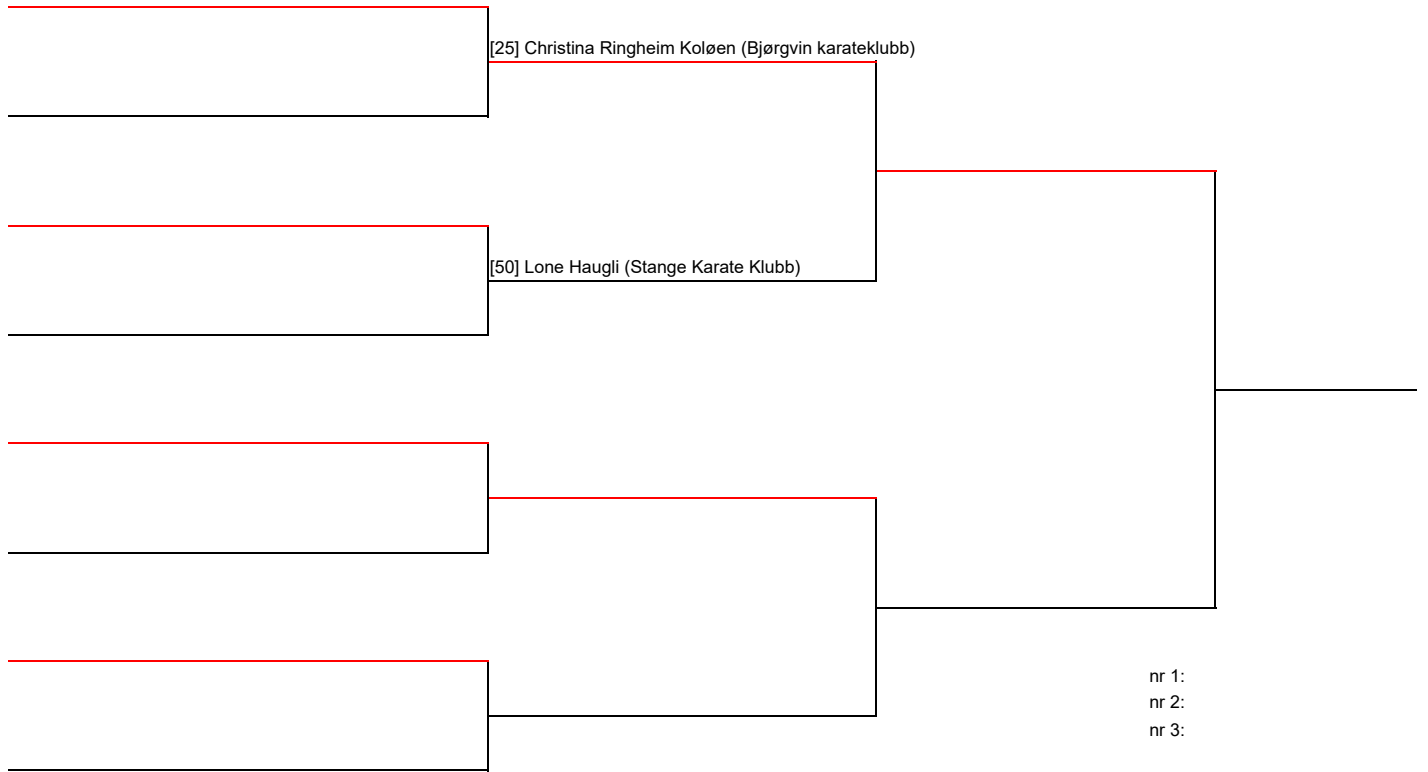 [25] Christina Ringheim Koløen (Bjørgvin karateklubb)
[50] Lone Haugli (Stange Karate Klubb)
nr 1:
nr 2:
nr 3: